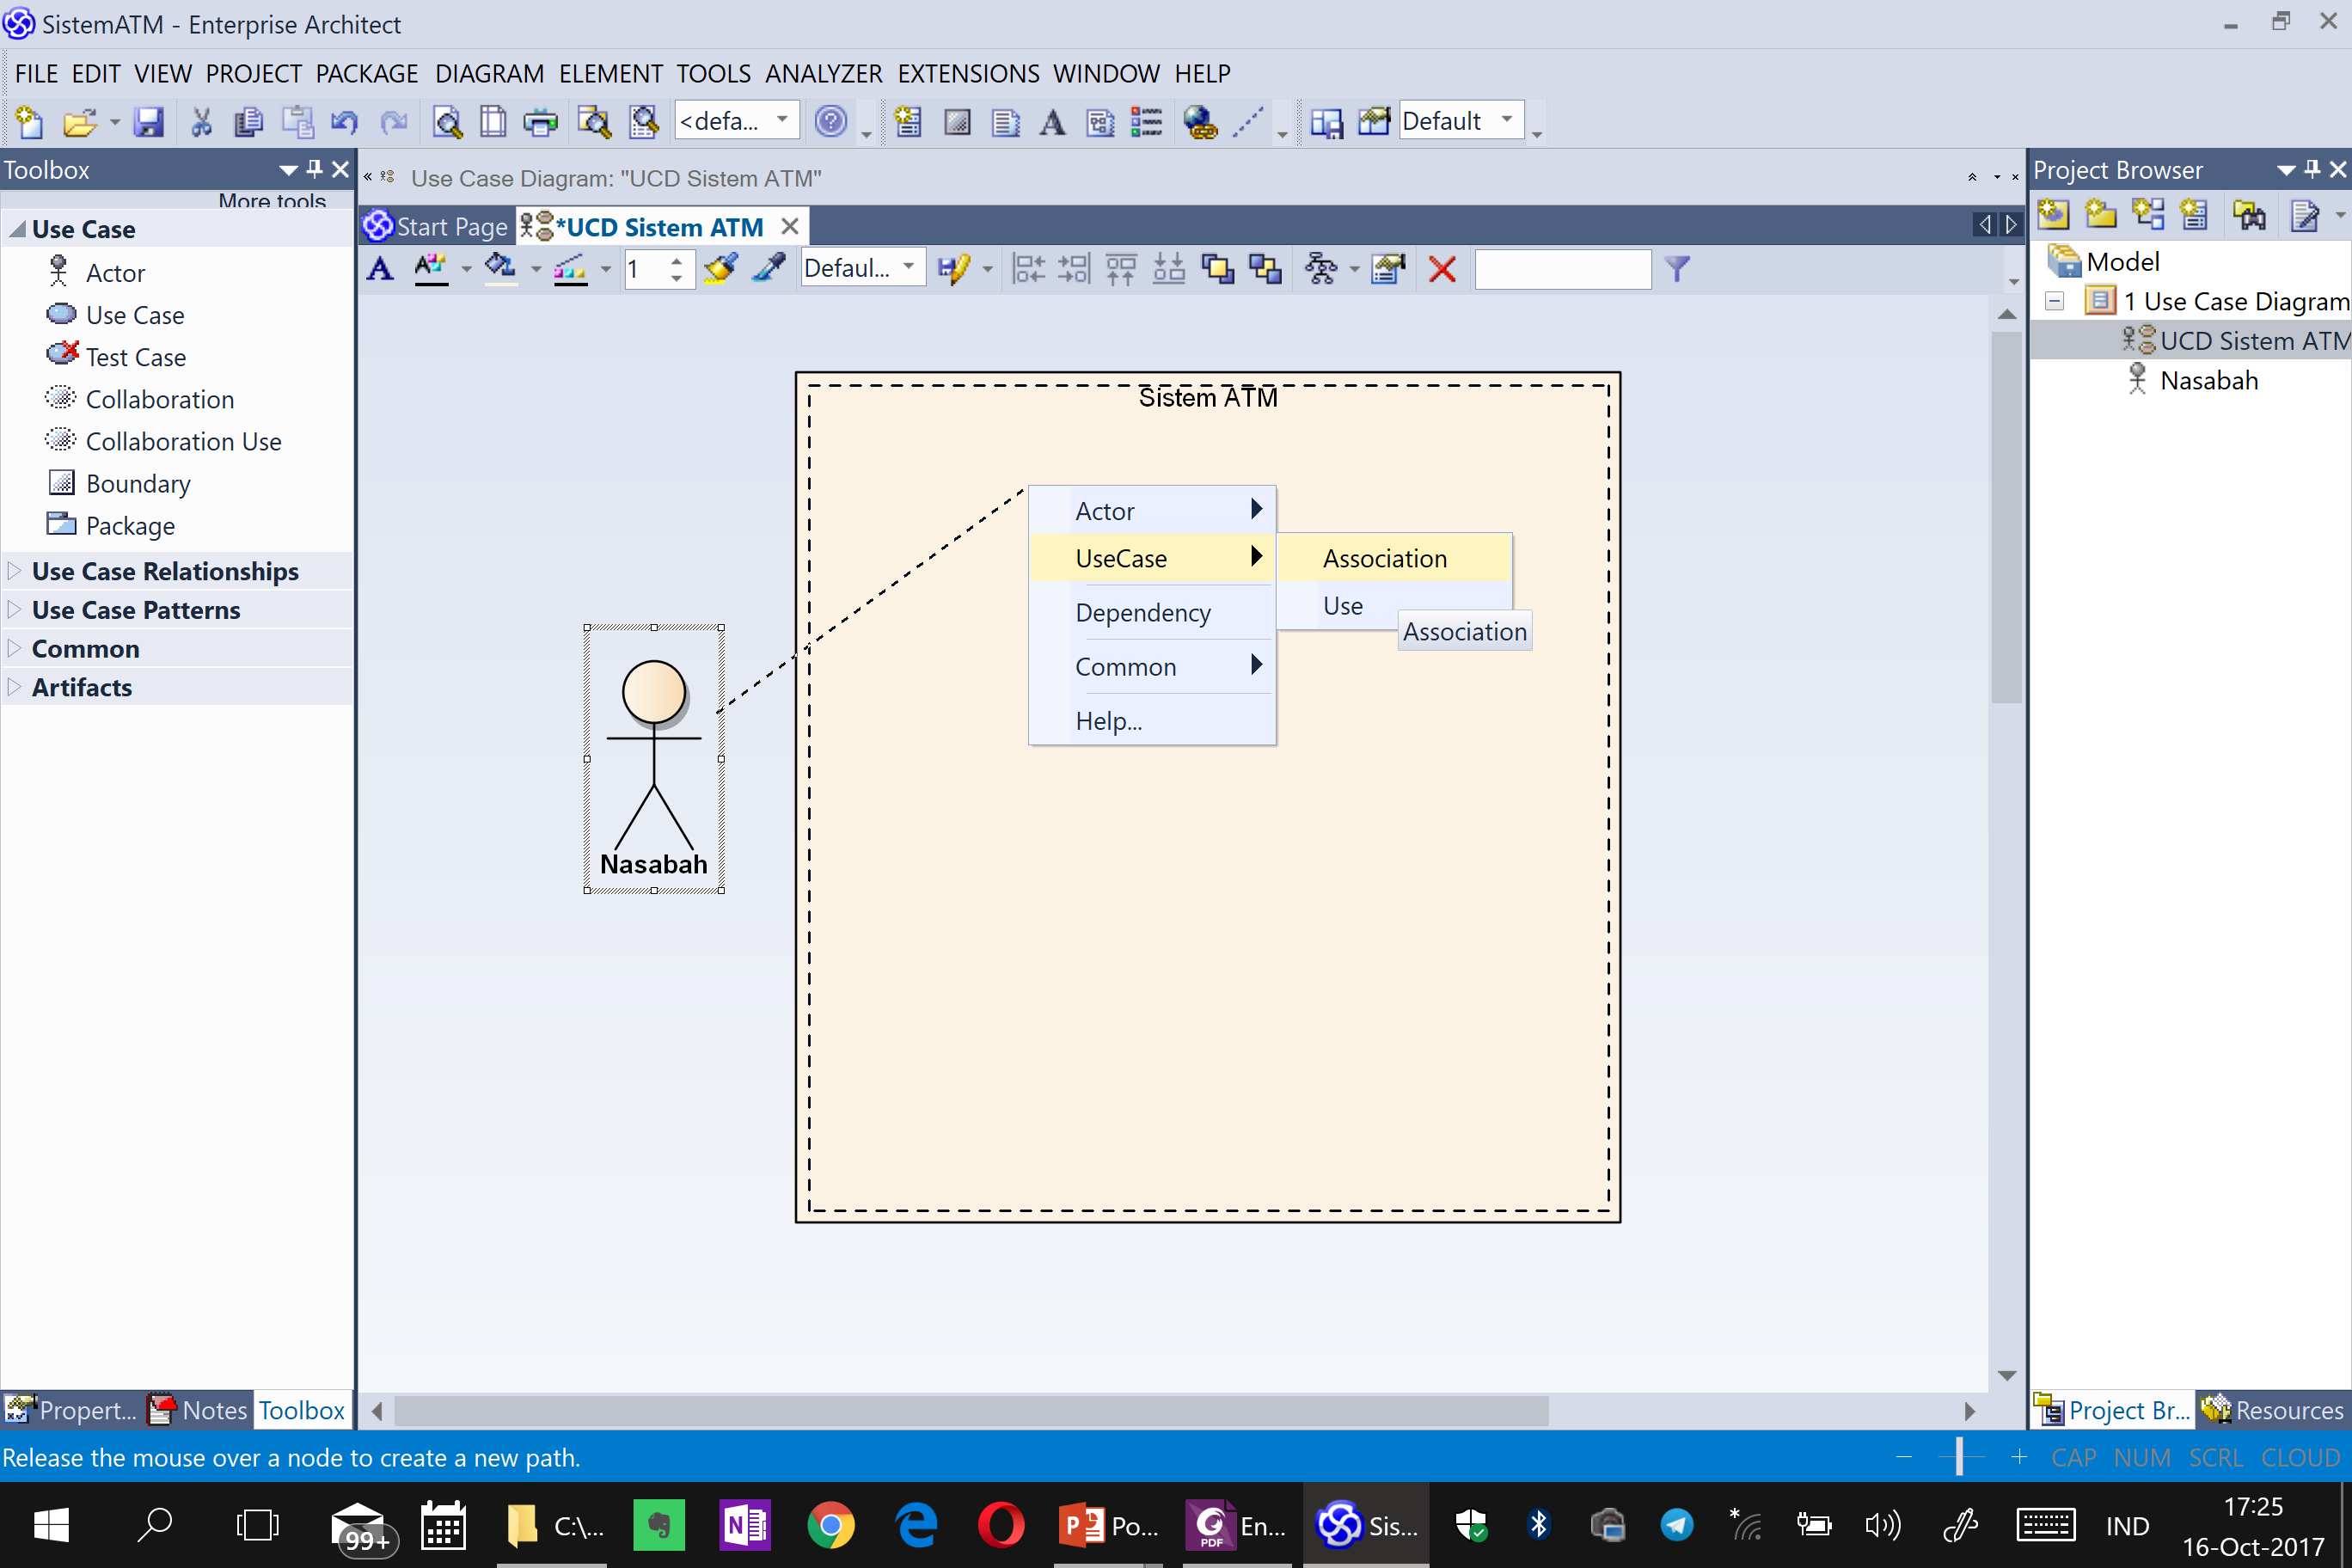 SistemATM - Enterprise Architect
FILE EDIT VIEW PROJECT PACKAGE DIAGRAM ELEMENT TOOLS ANALYZER EXTENSIONS WINDOW HELP
<defa... Default
Toolbox
More tools
Use Case
Actor
Use Case
Test Case
Collaboration
Collaboration Use
Boundary
Package
Use Case Relationships
Use Case Patterns
Common
Artifacts
Propert... Notes Toolbox
Use Case Diagram: "UCD Sistem ATM"
Start Page *UCD Sistem ATM
1 Defaul...
Sistem ATM
Nasabah
Actor
UseCase
Dependency
Common
Help...
Association
Use
Association
Project Browser
Model
1 Use Case Diagram
UCD Sistem ATM
Nasabah
Project Br... Resources
Release the mouse over a node to create a new path.
CAP NUM SCRL CLOUD
99+ C:\... Po... PDF En... Sis... IND
17:25
16-Oct-2017